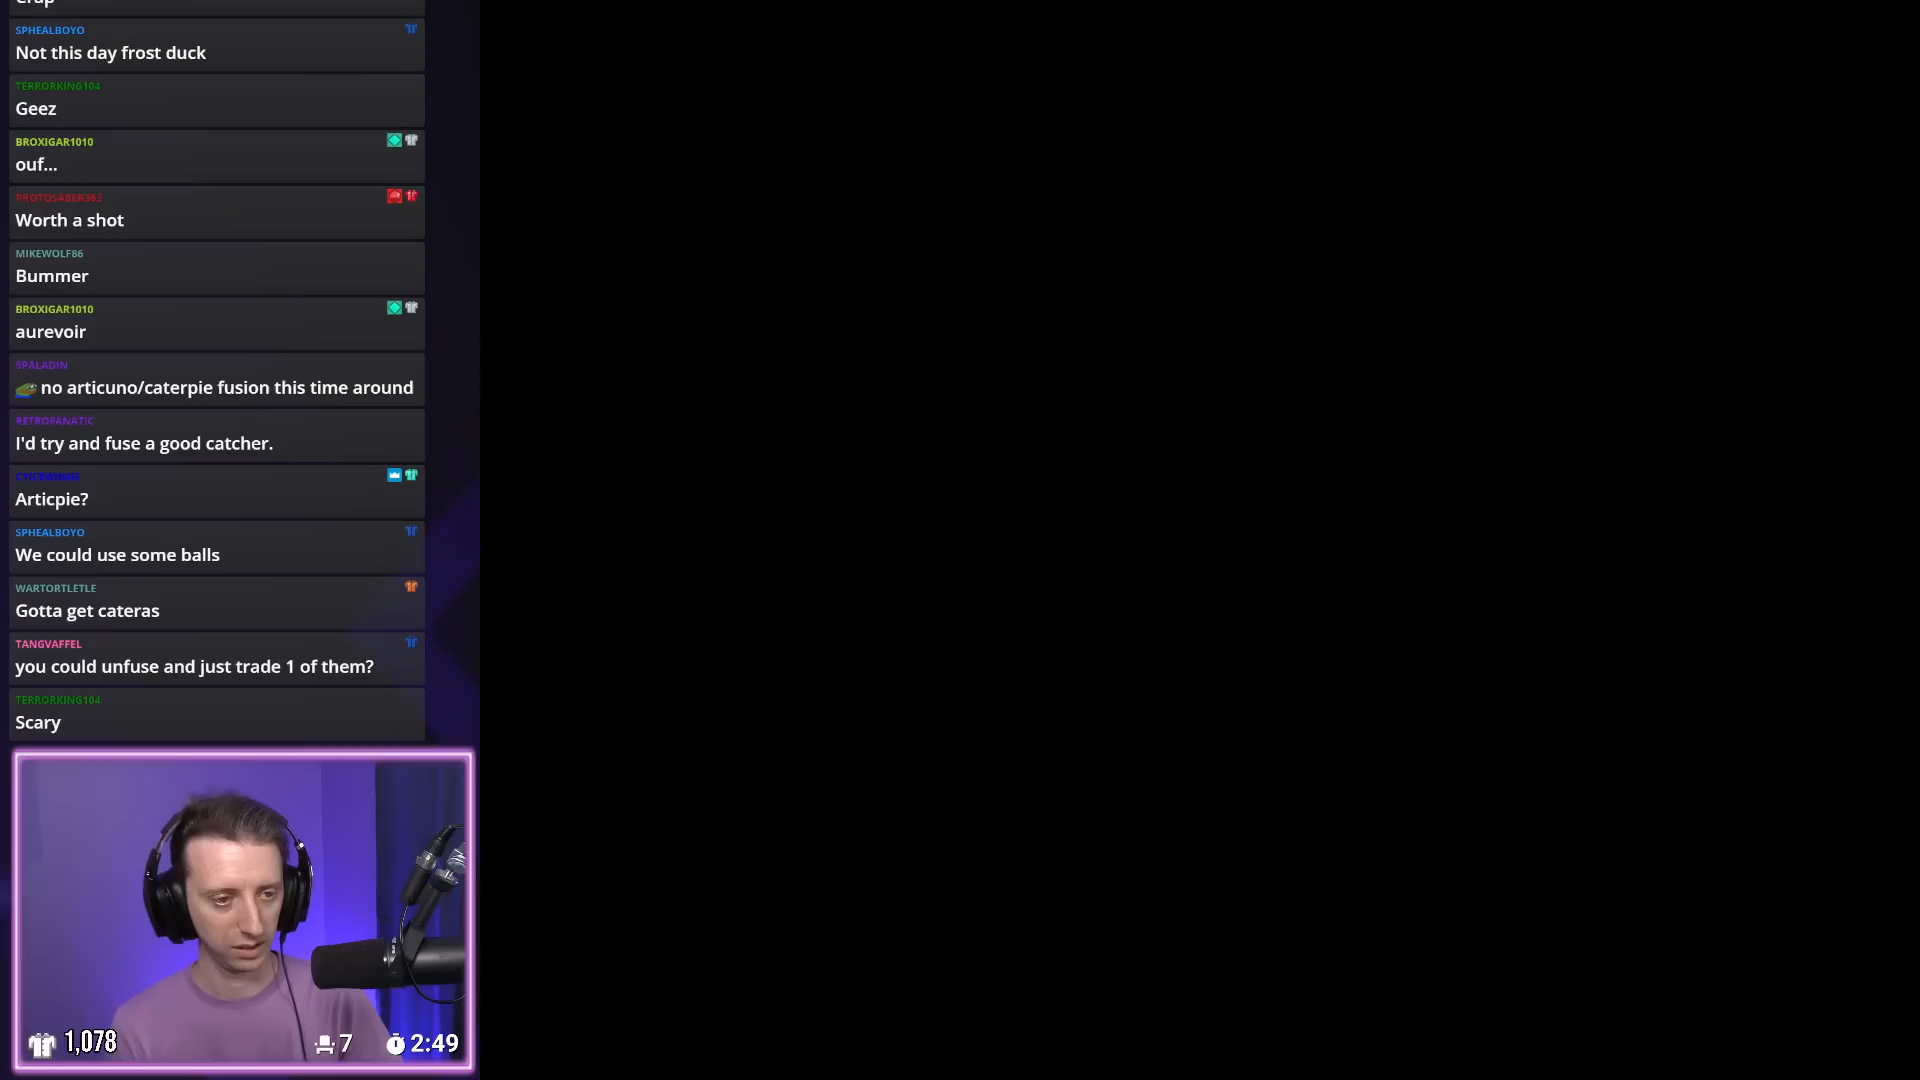 Crap
SPHEALBOYO
Not this day frost duck
TERRORKING104
Geez
BROXIGAR1010
ouf...
PROTOSABER363
Worth a shot
MIKEWOLF86
Bummer
BROXIGAR1010
aurevoir
SPALADIN
no articuno/caterpie fusion this time around
RETROFANATIC
I'd try and fuse a good catcher.
Articpie?
SPHEALBOYO
We could use some balls
WARTORTLETLE
Gotta get cateras
TANGVAFFEL
you could unfuse and just trade 1 of them?
TERRORKING104
Scary
1,078
7
2:49